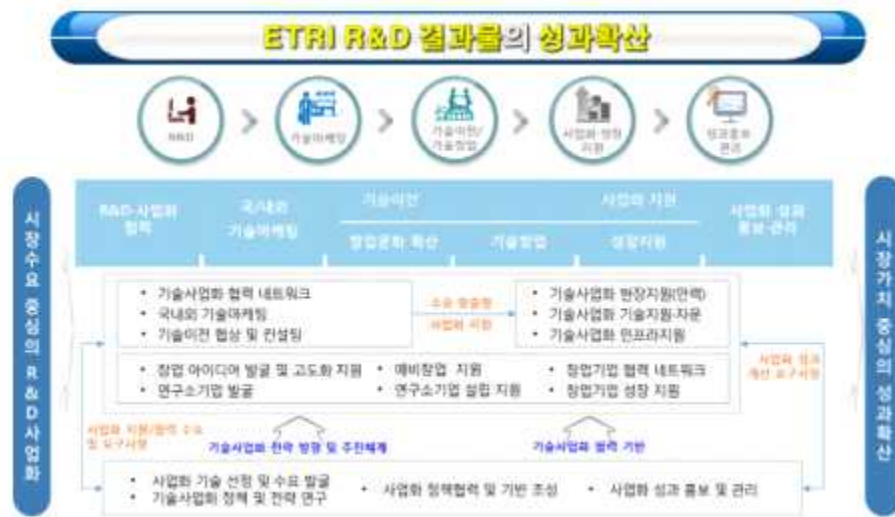 ETRI R&D 결과물의 성과확산
R&D
기술마케팅
기술이전/
기술창업
사업화·성장
지원
성과홍보
관리
시장수요 중심의 R&D사업화
R&D-사업화
협력
국/내외
기술마케팅
기술이전
사업화 지원
창업문화 확산
기술창업
성장지원
사업화 성과
홍보·관리
시장가치 중심의 성과확산
• 기술사업화 협력 네트워크
• 국내외 기술마케팅
• 기술이전 협상 및 컨설팅
수요 맞춤형
사업화 지원
• 기술사업화 현장지원(인력)
• 기술사업화 기술지원·자문
• 기술사업화 인프라지원
• 창업 아이디어 발굴 및 고도화 지원
• 연구소기업 발굴
• 예비창업 지원
• 연구소기업 설립 지원
• 창업기업 협력 네트워크
• 창업기업 성장 지원
사업화 성과
개선 요구사항
사업화 지원/협력 수요
및 요구사항
기술사업화 전략 방향 및 추진체계
기술사업화 협력 기반
• 사업화 기술 선정 및 수요 발굴
• 기술사업화 정책 및 전략 연구
• 사업화 정책협력 및 기반 조성
• 사업화 성과 홍보 및 관리